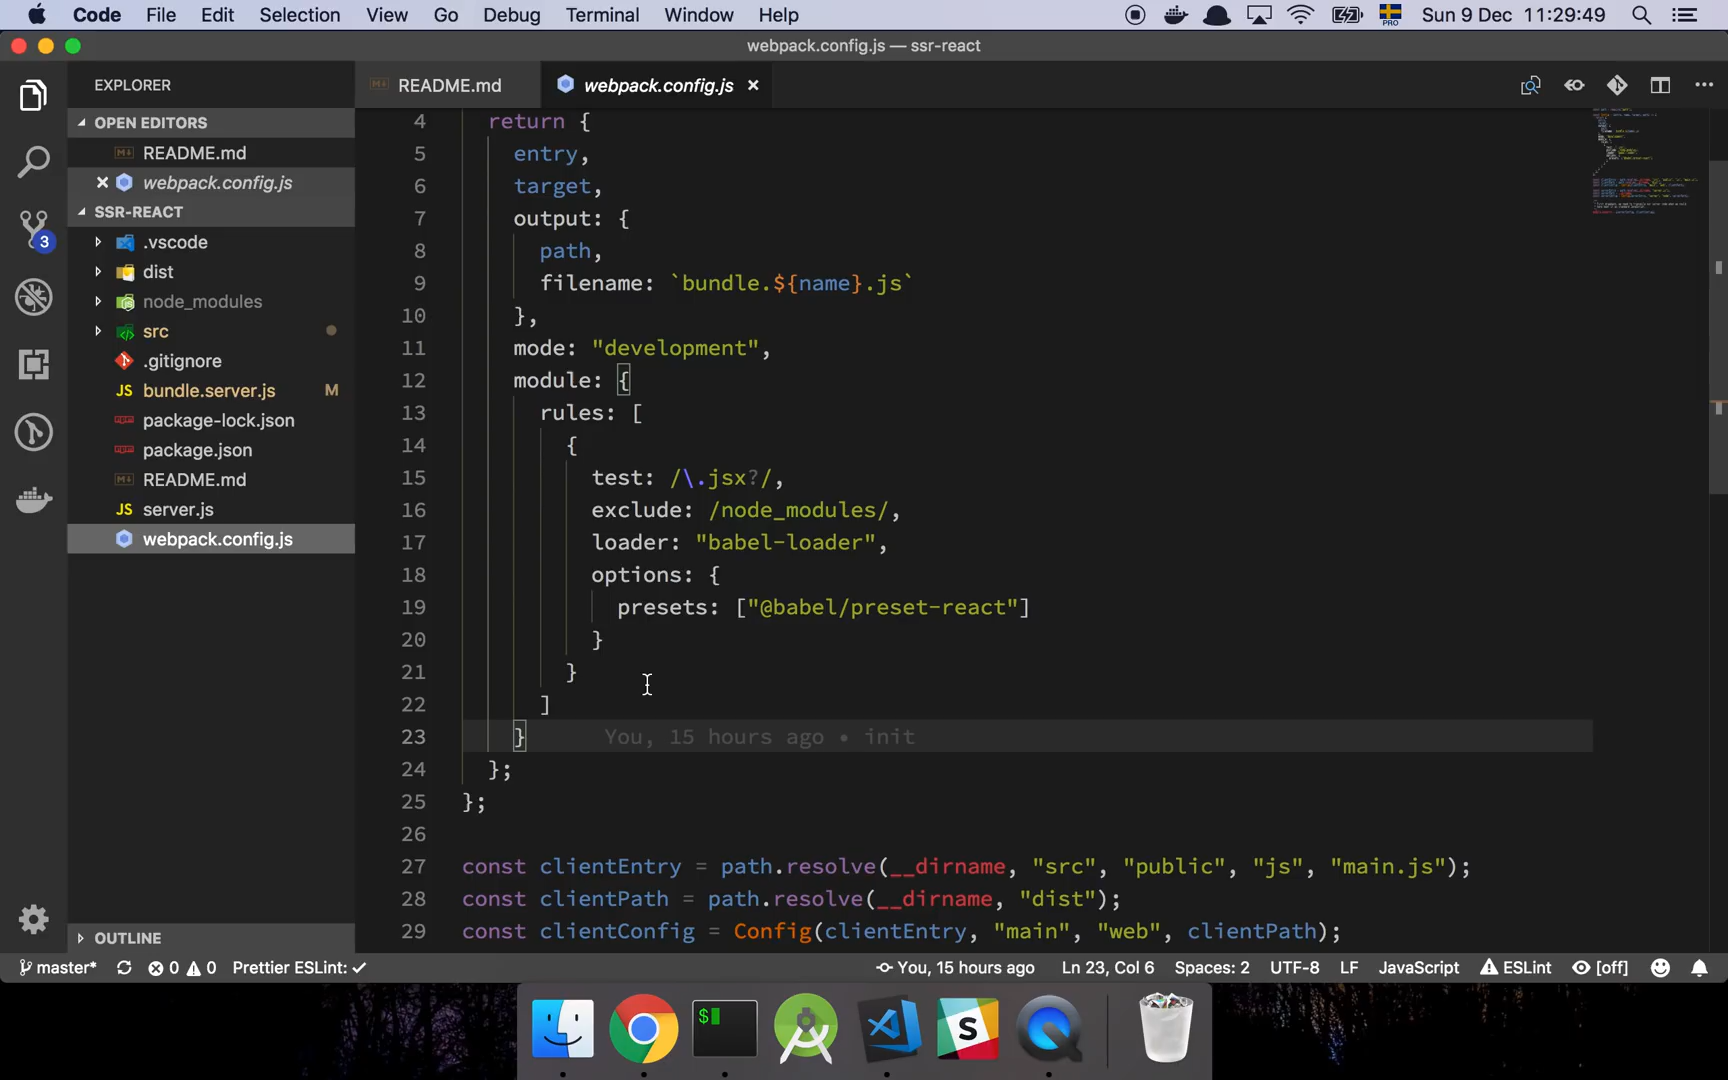 Code File Edit Selection View Go Debug Terminal Window Help PRO Sun 9 Dec 11:29:49
webpack.config.js — ssr-react
EXPLORER
OPEN EDITORS
README.md
webpack.config.js
SSR-REACT
.vscode
dist
node_modules
src
.gitignore
JS bundle.server.js M
package-lock.json
package.json
README.md
JS server.js
webpack.config.js
OUTLINE
3
README.md webpack.config.js ×
4 return {
5 entry,
6 target,
7 output: {
8 path,
9 filename: `bundle.${name}.js`
10 },
11 mode: "development",
12 module: {
13 rules: [
14 {
15 test: /\.jsx?/,
16 exclude: /node_modules/,
17 loader: "babel-loader",
18 options: {
19 presets: ["@babel/preset-react"]
20 }
21 }
22 ]
23 } You, 15 hours ago • init
24 };
25 };
26
27 const clientEntry = path.resolve(__dirname, "src", "public", "js", "main.js");
28 const clientPath = path.resolve(__dirname, "dist");
29 const clientConfig = Config(clientEntry, "main", "web", clientPath);
master* 0 0 Prettier ESLint: ✓ You, 15 hours ago Ln 23, Col 6 Spaces: 2 UTF-8 LF JavaScript ESLint [off]
$
S